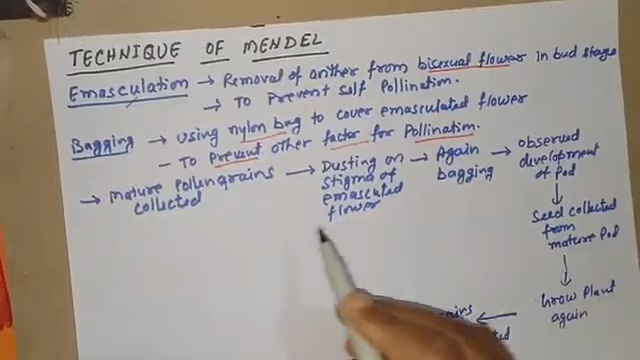 TECHNIQUE OF MENDEL
Emasculation → Removal of anther from bisexual flower in bud stage
→ To Prevent self Pollination.
Bagging → using nylon bag to cover emasculated flower
- To Prevent other factor for Pollination.
→ mature Pollengrains collected
→ Dusting on stigma of emasculted flower
→ Again bagging
→ observed development of Pod
↓
Seed collected from mature Pod
↓
Grow Plant again
←